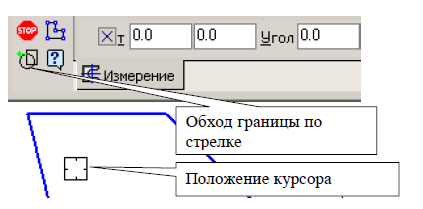 STOP т 0.0 0.0 Угол 0.0
?
Измерение
Обход границы по
стрелке
Положение курсора